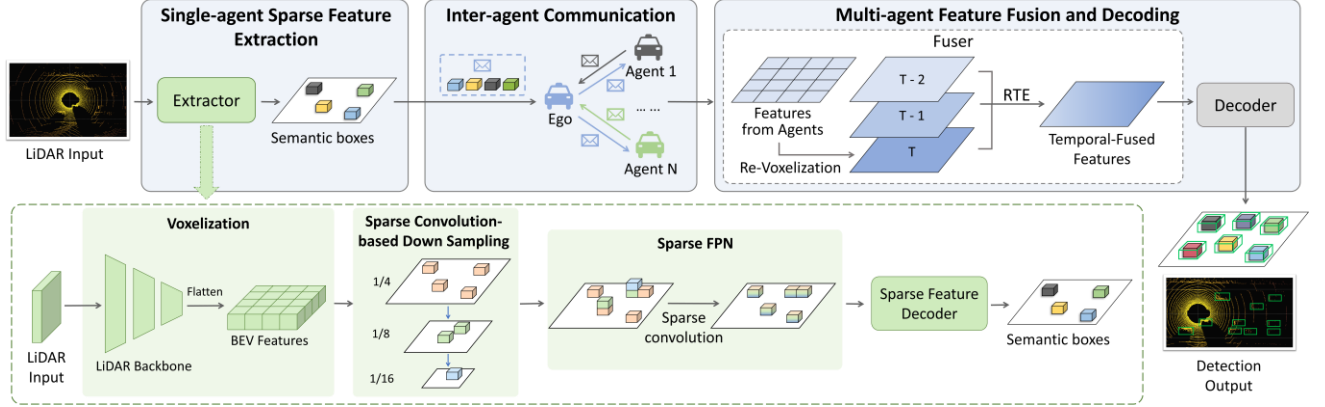 Single-agent Sparse Feature
Extraction
Inter-agent Communication
Multi-agent Feature Fusion and Decoding
LiDAR Input
Extractor
Semantic boxes
Ego
Agent 1
... ...
Agent N
Fuser
Features
from Agents
Re-Voxelization
T - 2
T - 1
T
RTE
Temporal-Fused
Features
Decoder
LiDAR
Input
Voxelization
LiDAR Backbone
Flatten
BEV Features
Sparse Convolution-
based Down Sampling
1/4
1/8
1/16
Sparse FPN
Sparse
convolution
Sparse Feature
Decoder
Semantic boxes
Detection
Output